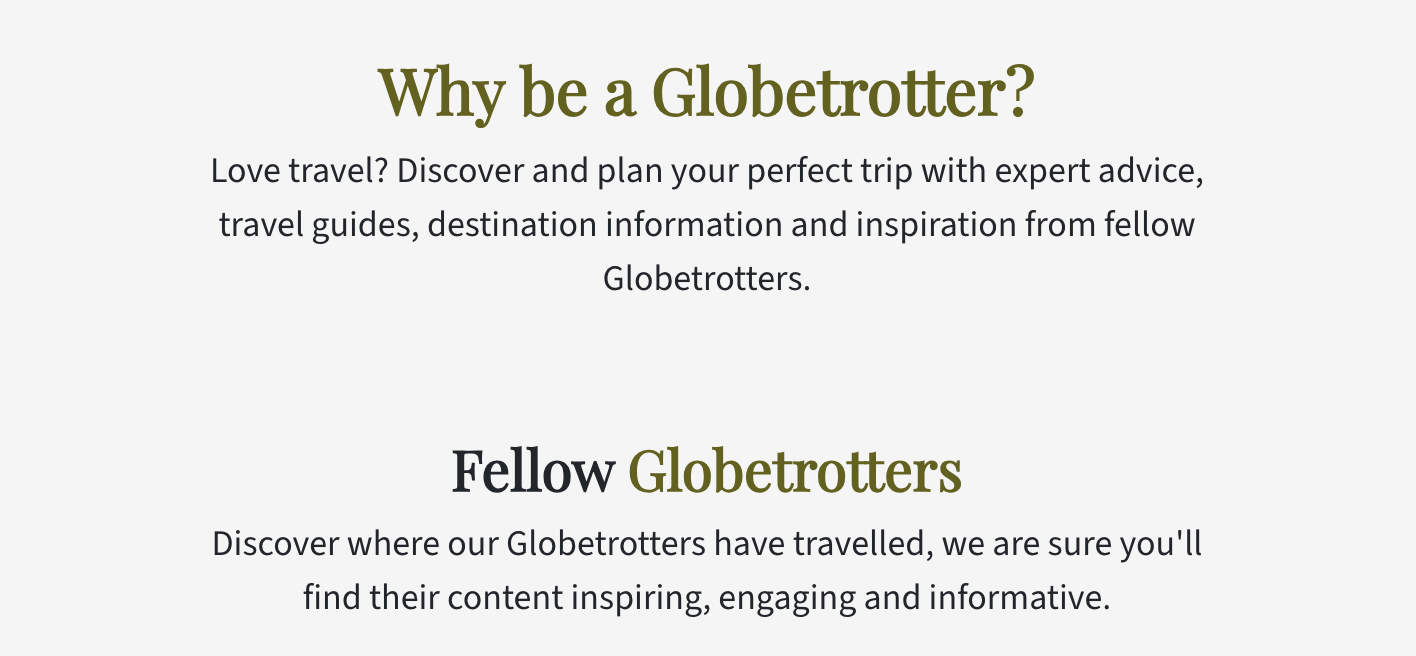 Why be a Globetrotter?
Love travel? Discover and plan your perfect trip with expert advice,
travel guides, destination information and inspiration from fellow
Globetrotters.
Fellow Globetrotters
Discover where our Globetrotters have travelled, we are sure you'll
find their content inspiring, engaging and informative.